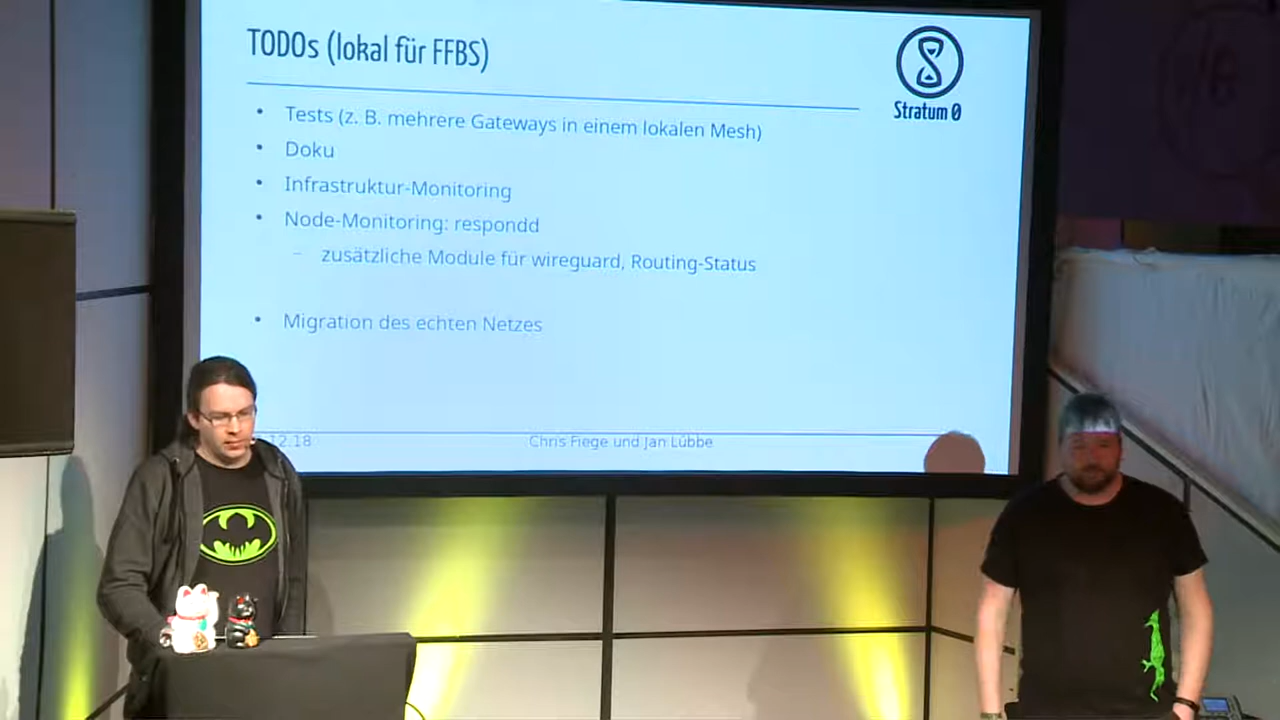 TODOs (lokal für FFBS)
Stratum 0
• Tests (z. B. mehrere Gateways in einem lokalen Mesh)
• Doku
• Infrastruktur-Monitoring
• Node-Monitoring: respondd
– zusätzliche Module für wireguard, Routing-Status
• Migration des echten Netzes
12.18
Chris Fiege und Jan Lübbe